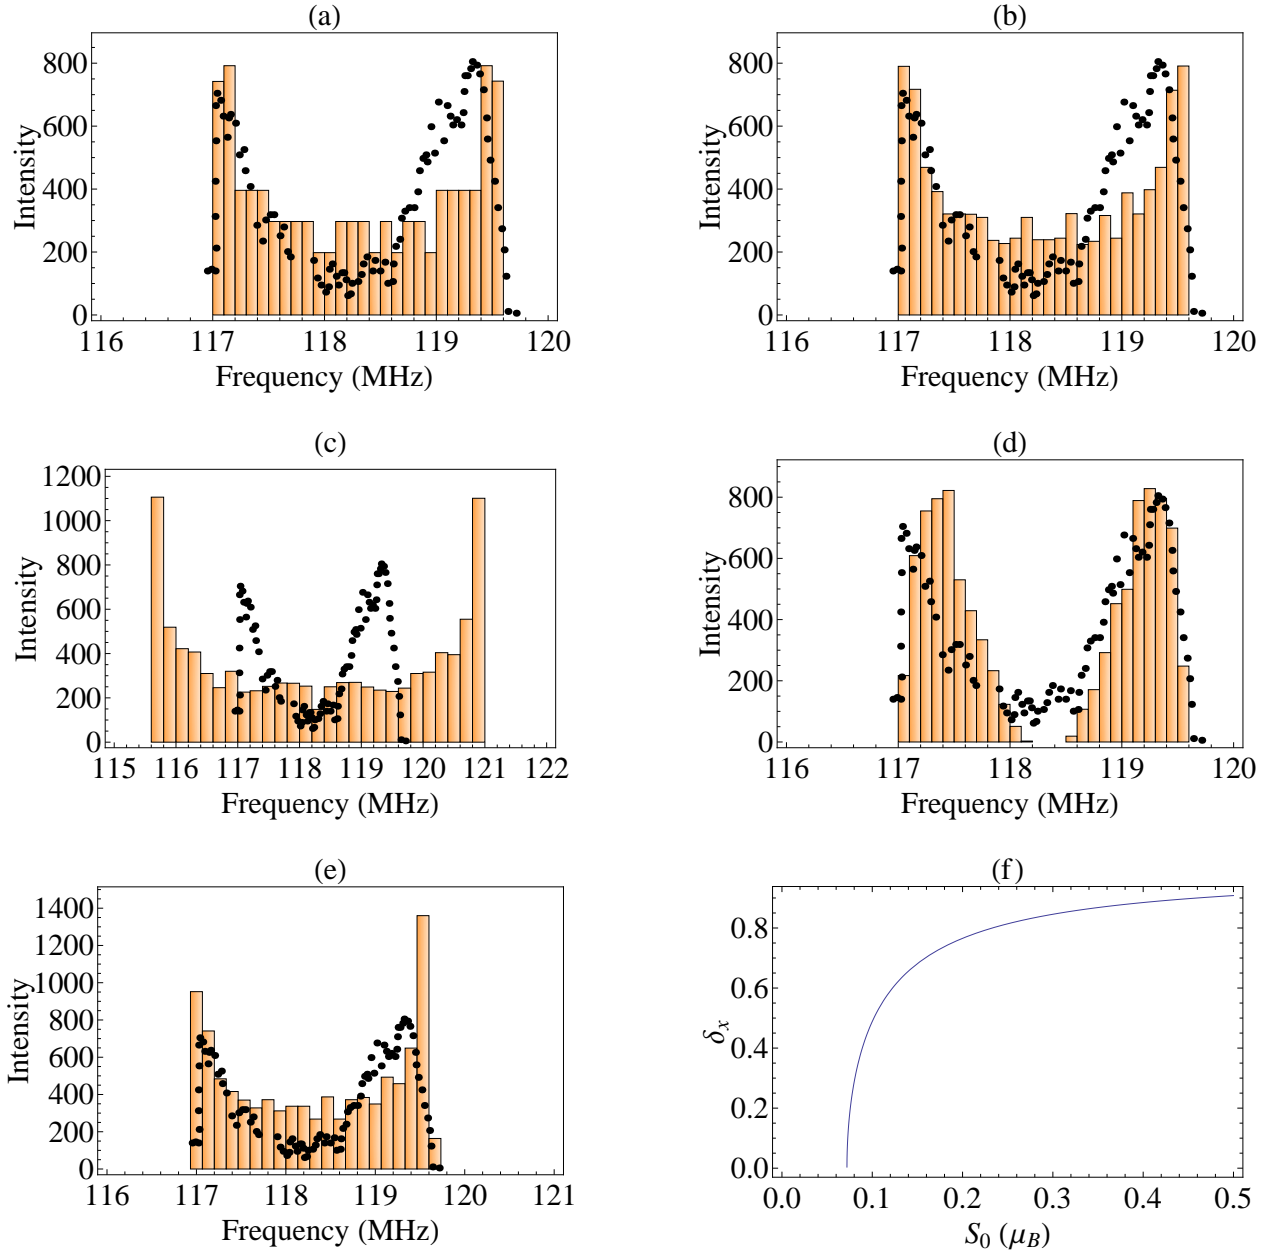 (a)
Intensity
800
600
400
200
0
116 117 118 119 120
Frequency (MHz)
(b)
Intensity
800
600
400
200
0
116 117 118 119 120
Frequency (MHz)
(c)
Intensity
1200
1000
800
600
400
200
0
115 116 117 118 119 120 121 122
Frequency (MHz)
(d)
Intensity
800
600
400
200
0
116 117 118 119 120
Frequency (MHz)
(e)
Intensity
1400
1200
1000
800
600
400
200
0
116 117 118 119 120 121
Frequency (MHz)
(f)
δx
0.8
0.6
0.4
0.2
0.0
0.0 0.1 0.2 0.3 0.4 0.5
S0 (μB)